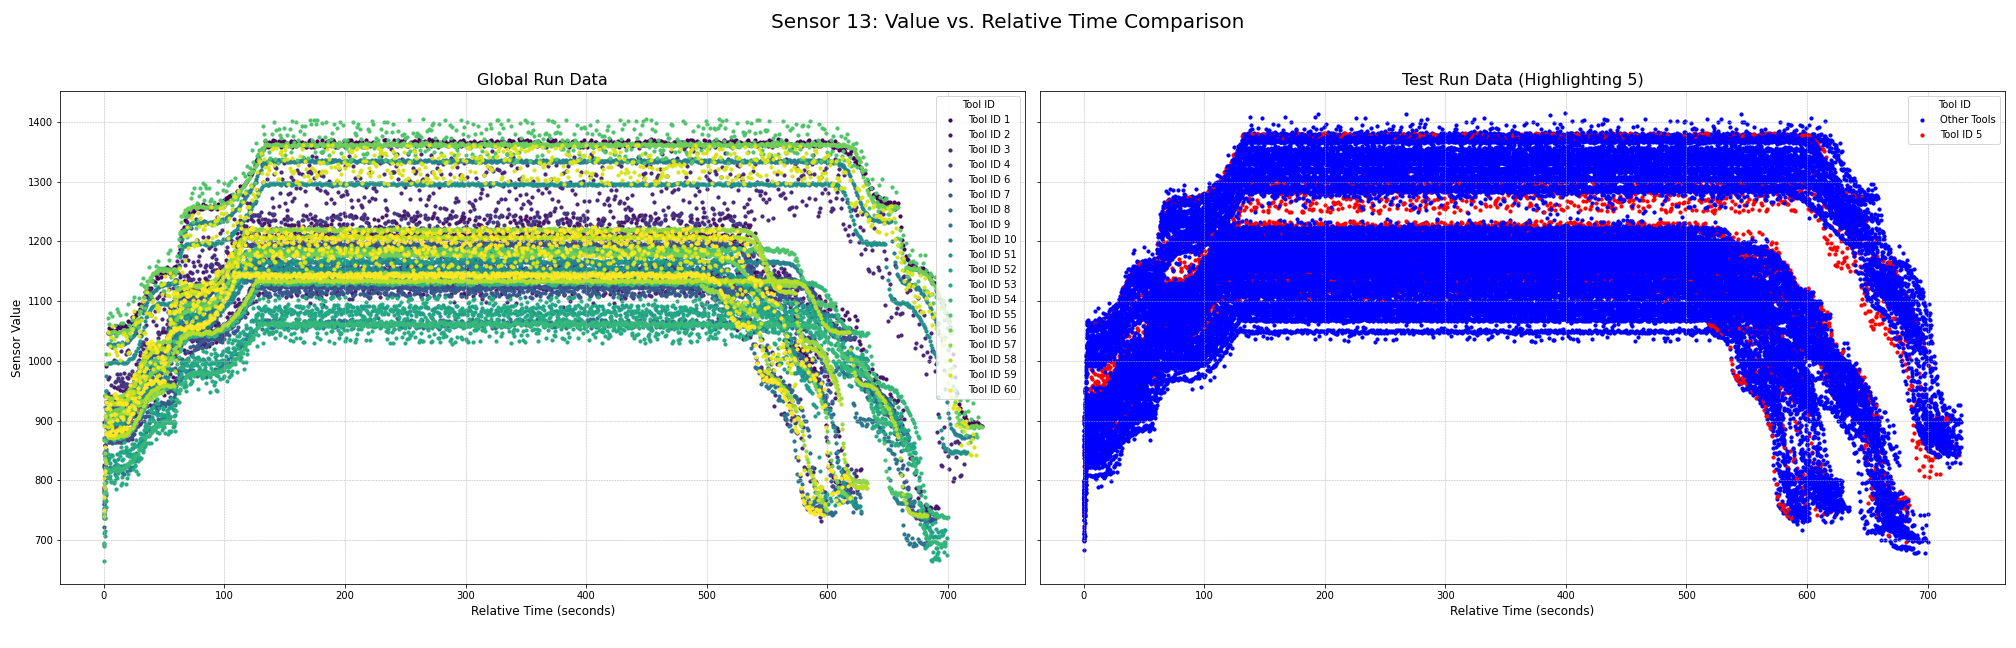 Sensor 13: Value vs. Relative Time Comparison
Global Run Data
Sensor Value
1400
1300
1200
1100
1000
900
800
700
0 100 200 300 400 500 600 700
Relative Time (seconds)
Tool ID
Tool ID 1
Tool ID 2
Tool ID 3
Tool ID 4
Tool ID 6
Tool ID 7
Tool ID 8
Tool ID 9
Tool ID 10
Tool ID 51
Tool ID 52
Tool ID 53
Tool ID 54
Tool ID 55
Tool ID 56
Tool ID 57
Tool ID 58
Tool ID 59
Tool ID 60
Test Run Data (Highlighting 5)
Tool ID
Other Tools
Tool ID 5
0 100 200 300 400 500 600 700
Relative Time (seconds)